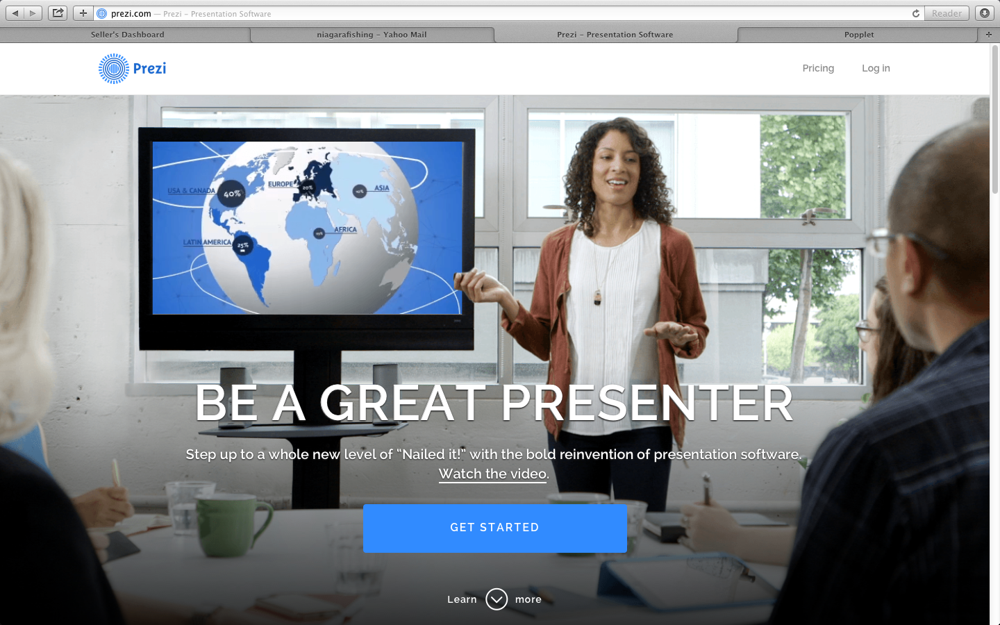 prezi.com — Prezi – Presentation Software
Reader
Seller's Dashboard
niagarafishing – Yahoo Mail
Prezi – Presentation Software
Popplet
Prezi
Pricing
Log in
USA & CANADA
40%
EUROPE
20%
ASIA
AFRICA
LATIN AMERICA
25%
BE A GREAT PRESENTER
Step up to a whole new level of “Nailed it!” with the bold reinvention of presentation software.
Watch the video.
GET STARTED
Learn more